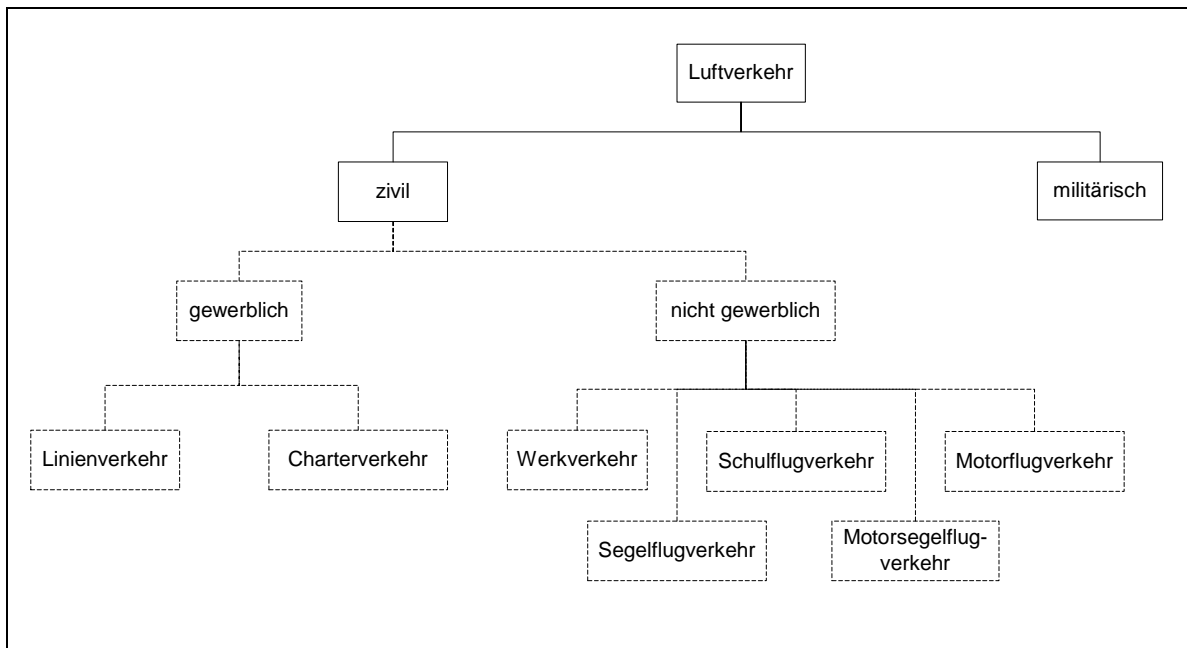 Luftverkehr
zivil
militärisch
gewerblich
nicht gewerblich
Linienverkehr
Charterverkehr
Werkverkehr
Schulflugverkehr
Motorflugverkehr
Segelflugverkehr
Motorsegelflug-
verkehr